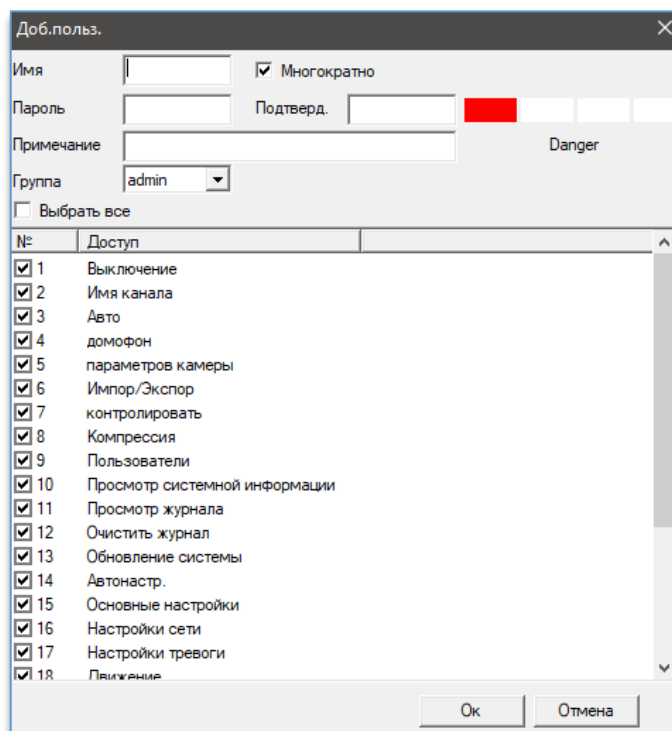 Доб.польз.
Имя Многократно
Пароль Подтверд.
Примечание Danger
Группа admin
Выбрать все
№ Доступ
1 Выключение
2 Имя канала
3 Авто
4 домофон
5 параметров камеры
6 Импор/Экспор
7 контролировать
8 Компрессия
9 Пользователи
10 Просмотр системной информации
11 Просмотр журнала
12 Очистить журнал
13 Обновление системы
14 Автонастр.
15 Основные настройки
16 Настройки сети
17 Настройки тревоги
18 Движение
Ок Отмена